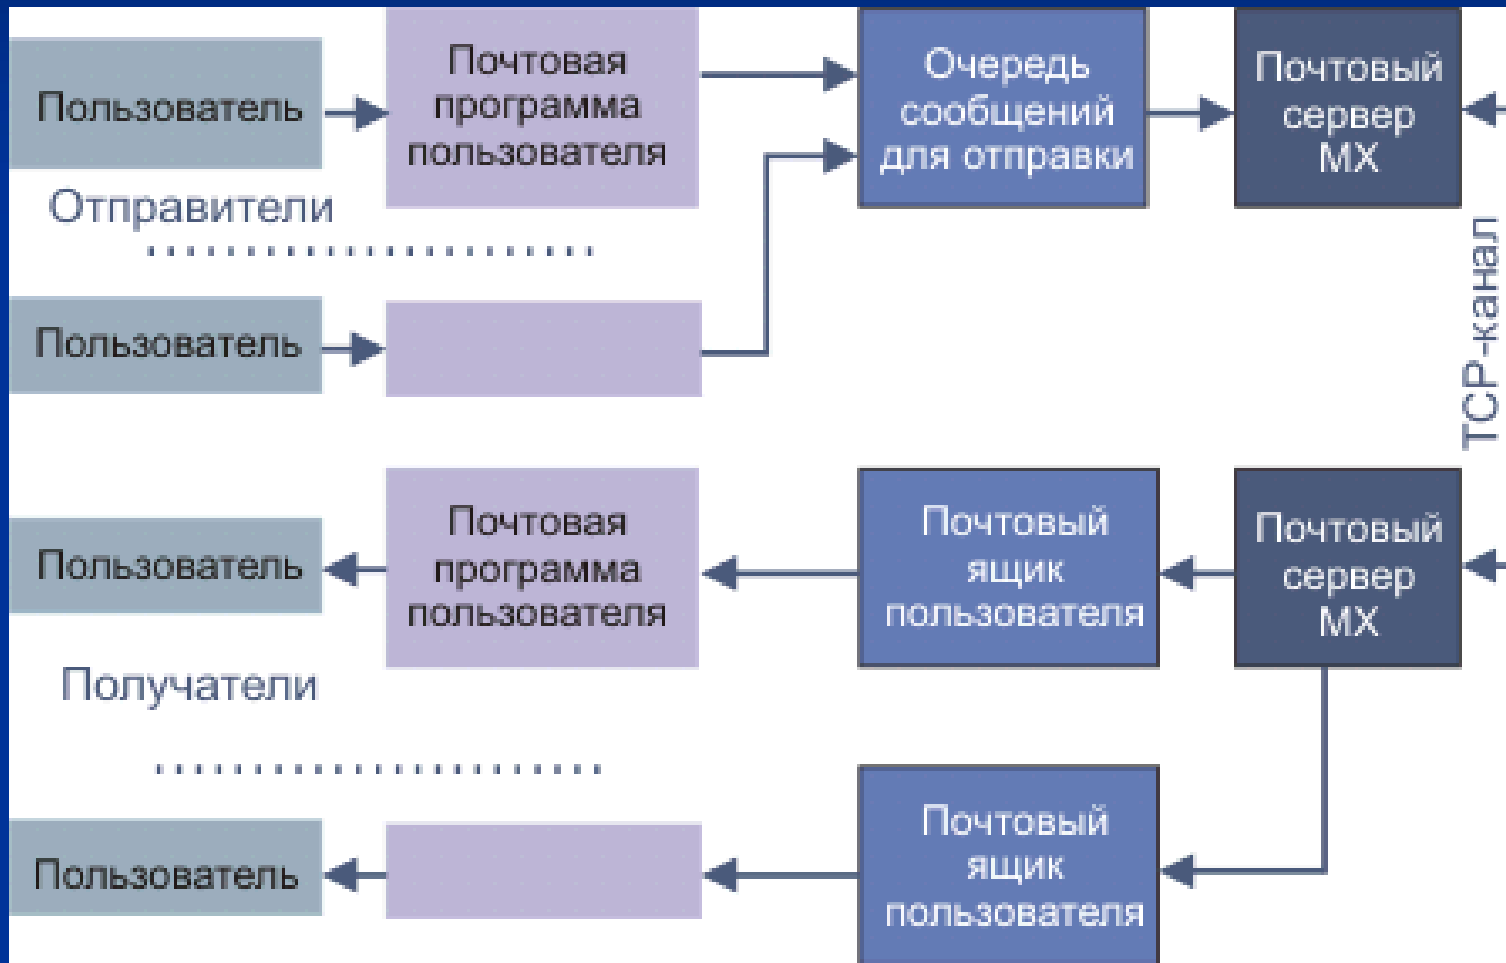 Пользователь
Почтовая
программа
пользователя
Очередь
сообщений
для отправки
Почтовый
сервер
MX
Отправители
TCP-канал
Пользователь
Пользователь
Почтовая
программа
пользователя
Почтовый
ящик
пользователя
Почтовый
сервер
MX
Получатели
Пользователь
Почтовый
ящик
пользователя